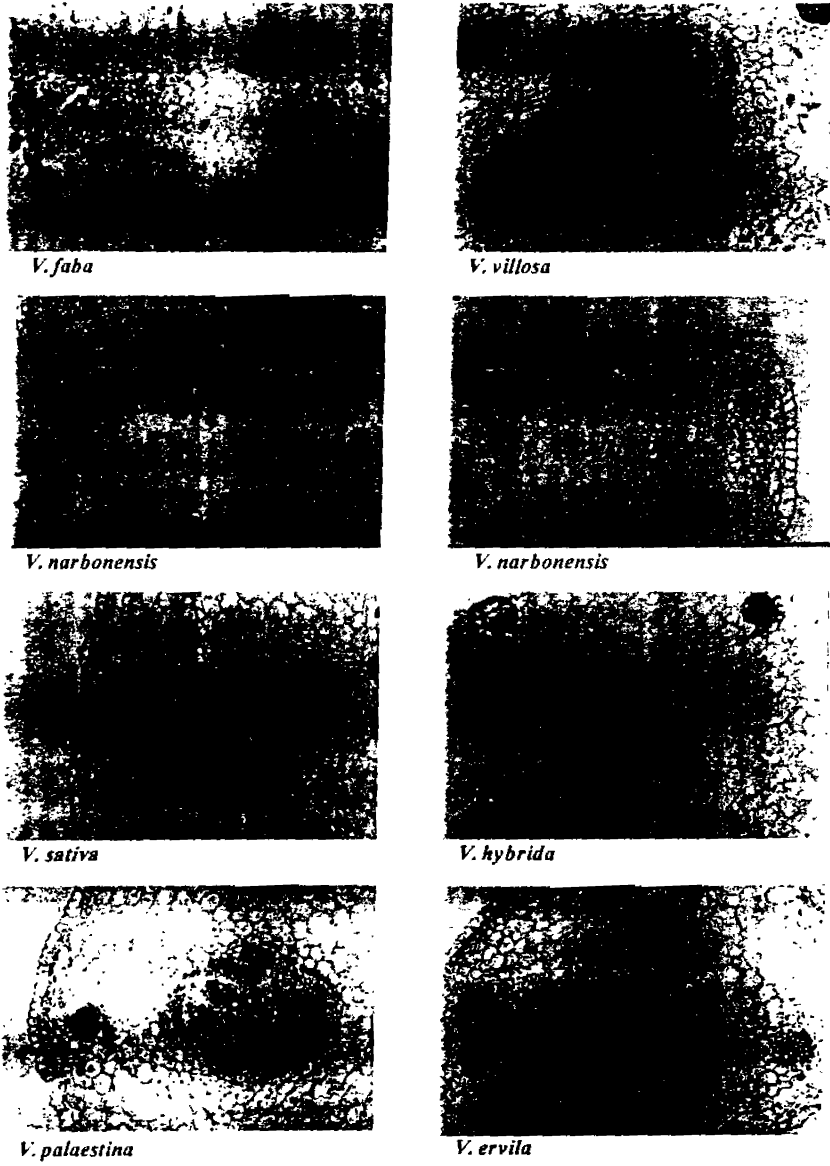 V. faba
V. villosa
V. narbonensis
V. narbonensis
V. sativa
V. hybrida
V. palaestina
V. ervila